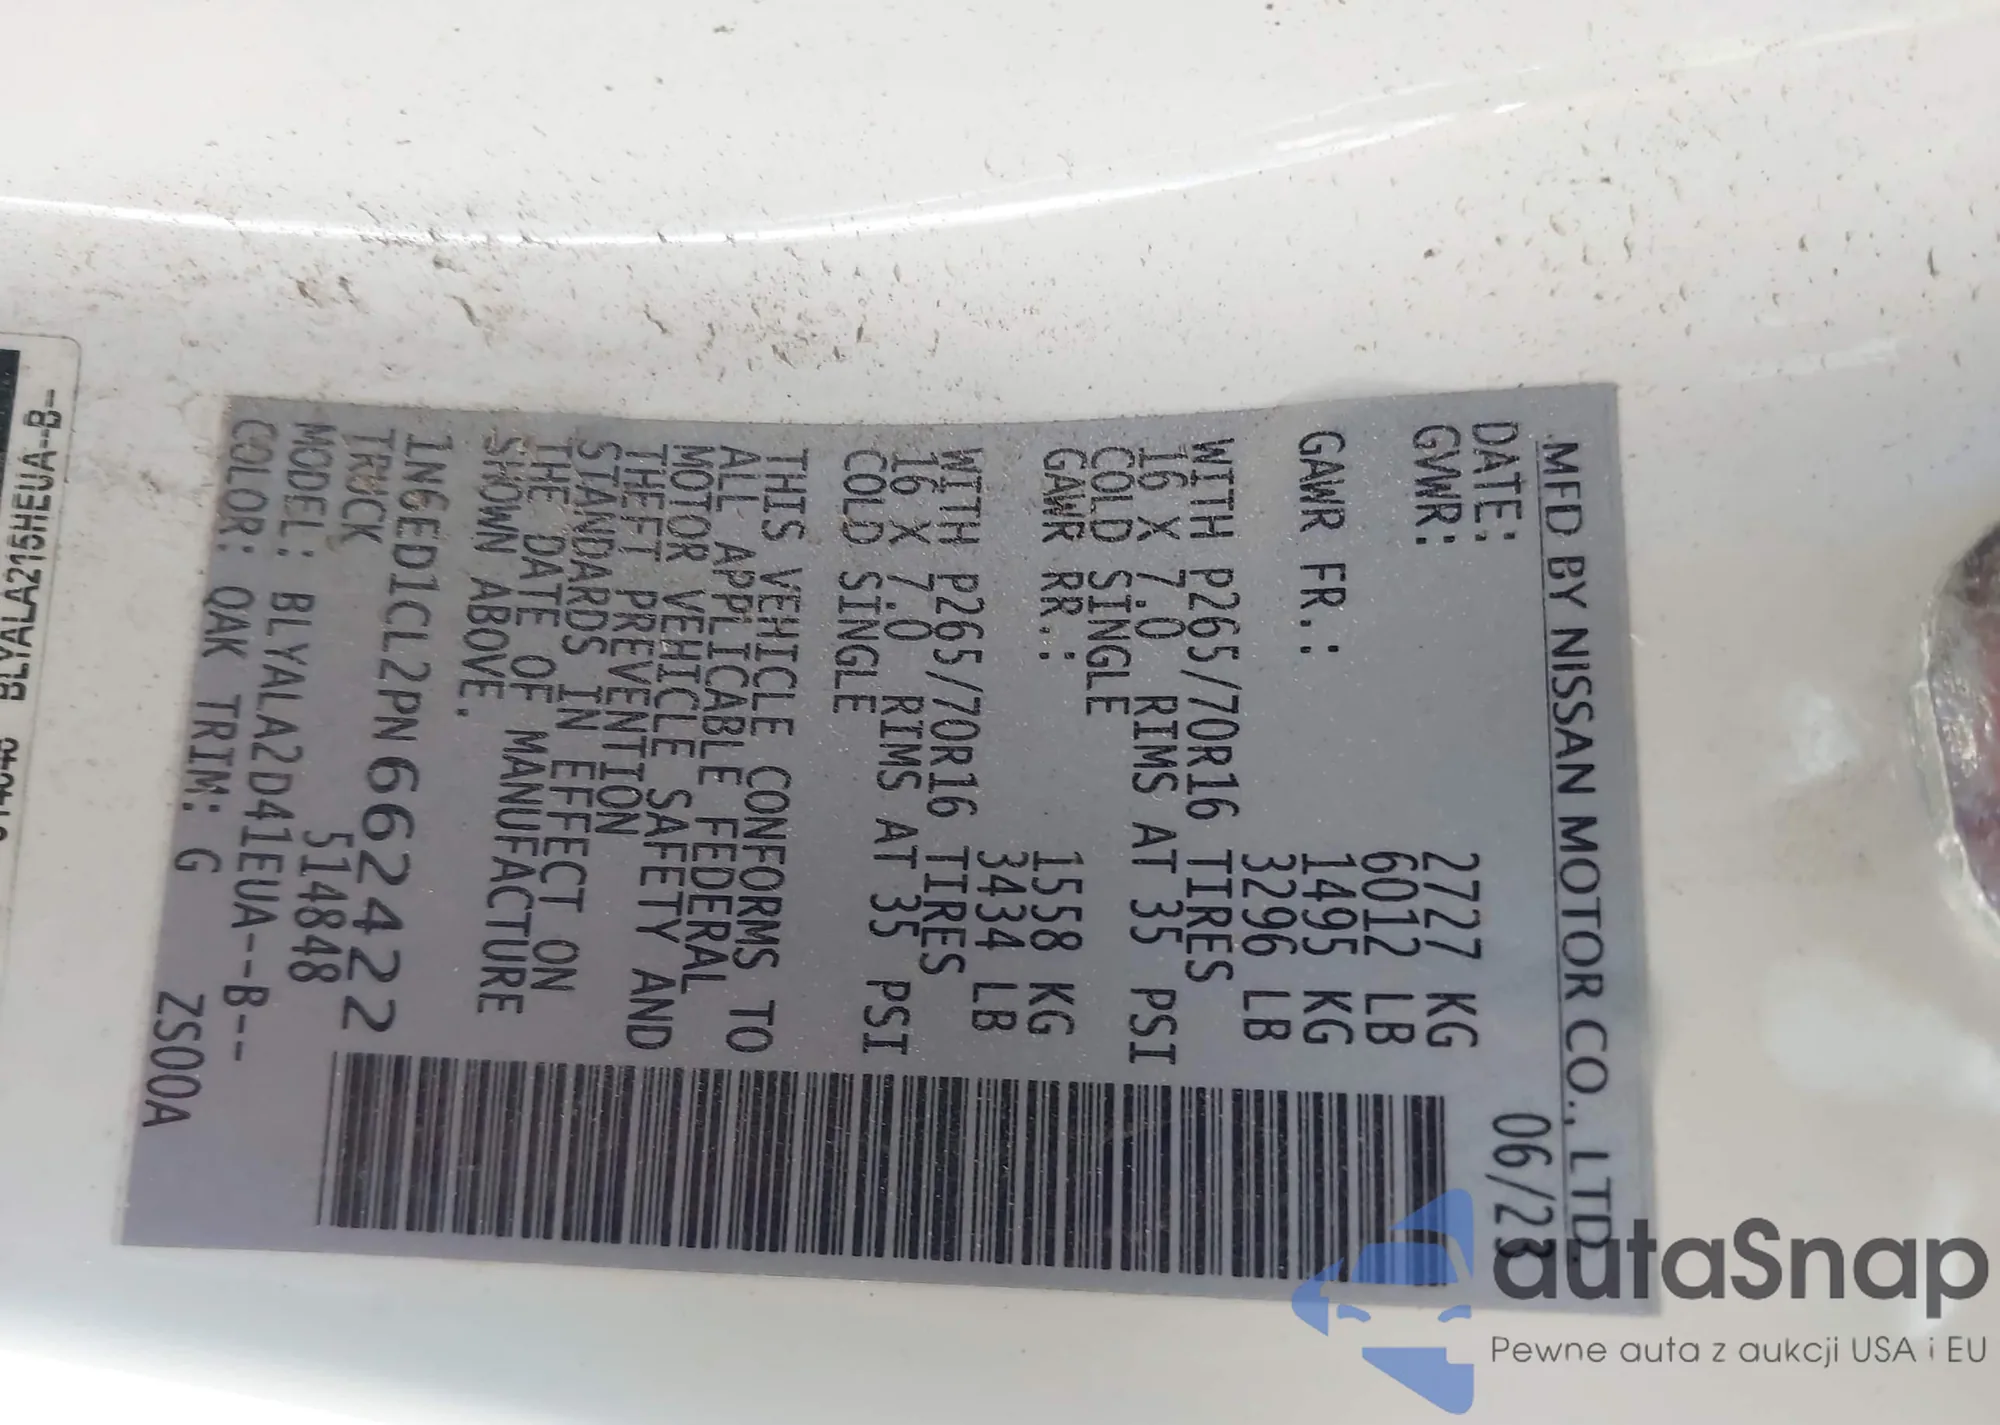 MFD BY NISSAN MOTOR CO., LTD.
DATE: 06/23
GVWR: 2727 KG
6012 LB
GAWR FR.: 1495 KG
3296 LB
WITH P265/70R16 TIRES
16 X 7.0 RIMS AT 35 PSI
COLD SINGLE
GAWR RR.: 1558 KG
3434 LB
WITH P265/70R16 TIRES
16 X 7.0 RIMS AT 35 PSI
COLD SINGLE
THIS VEHICLE CONFORMS TO
ALL APPLICABLE FEDERAL
MOTOR VEHICLE SAFETY AND
THEFT PREVENTION
STANDARDS IN EFFECT ON
THE DATE OF MANUFACTURE
SHOWN ABOVE.
1N6ED1CL2PN662422
TRUCK 514848
MODEL: BLYALA2D41EUA--B--
COLOR: QAK TRIM: G ZS00A
BLYALA215HEUA--B-
autaSnap
Pewne auta z aukcji USA i EU